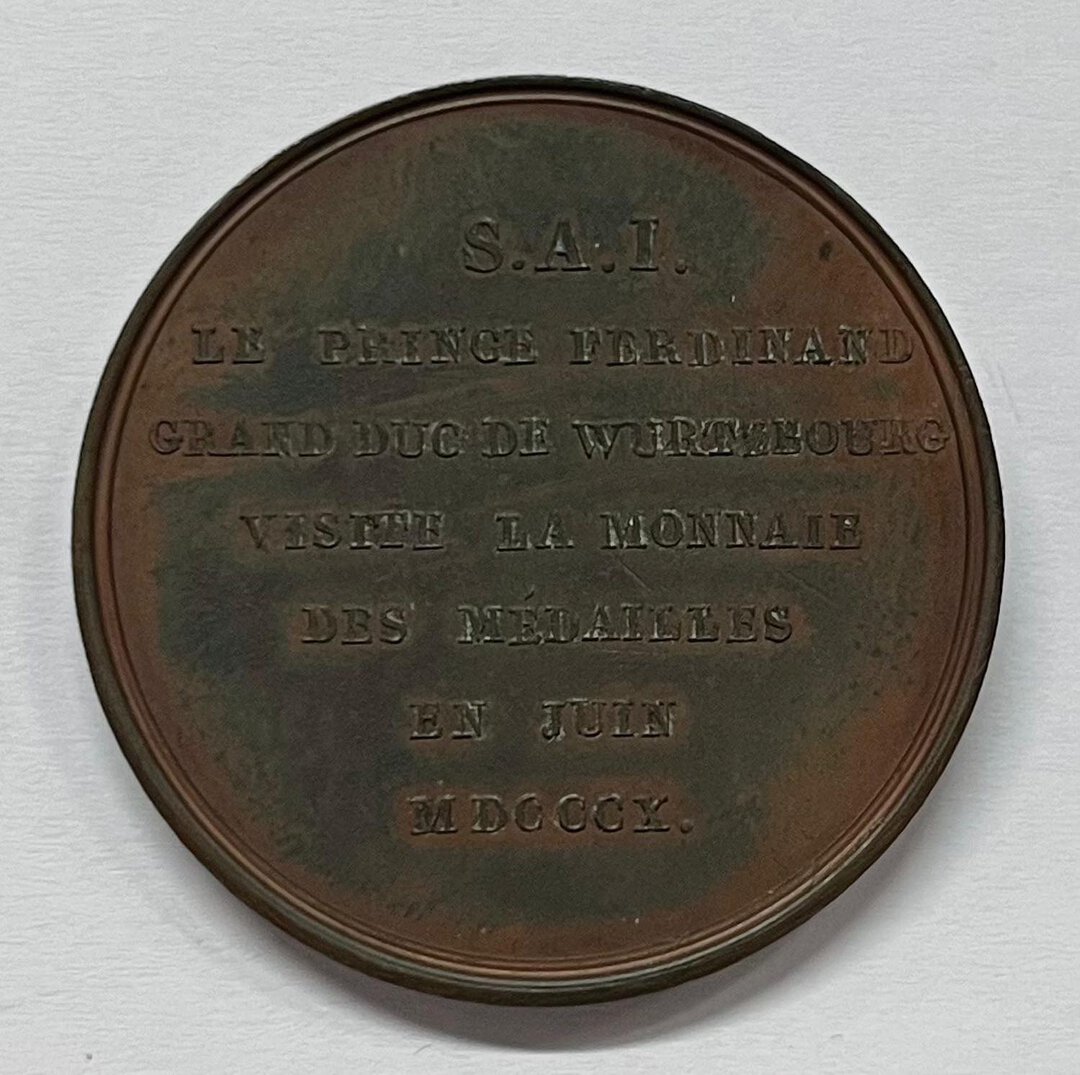 S.A.I.
LE PRINCE FERDINAND
GRAND DUC DE WURTZBOURG
VISITE LA MONNAIE
DES MÉDAILLES
EN JUIN
MDCCCX.